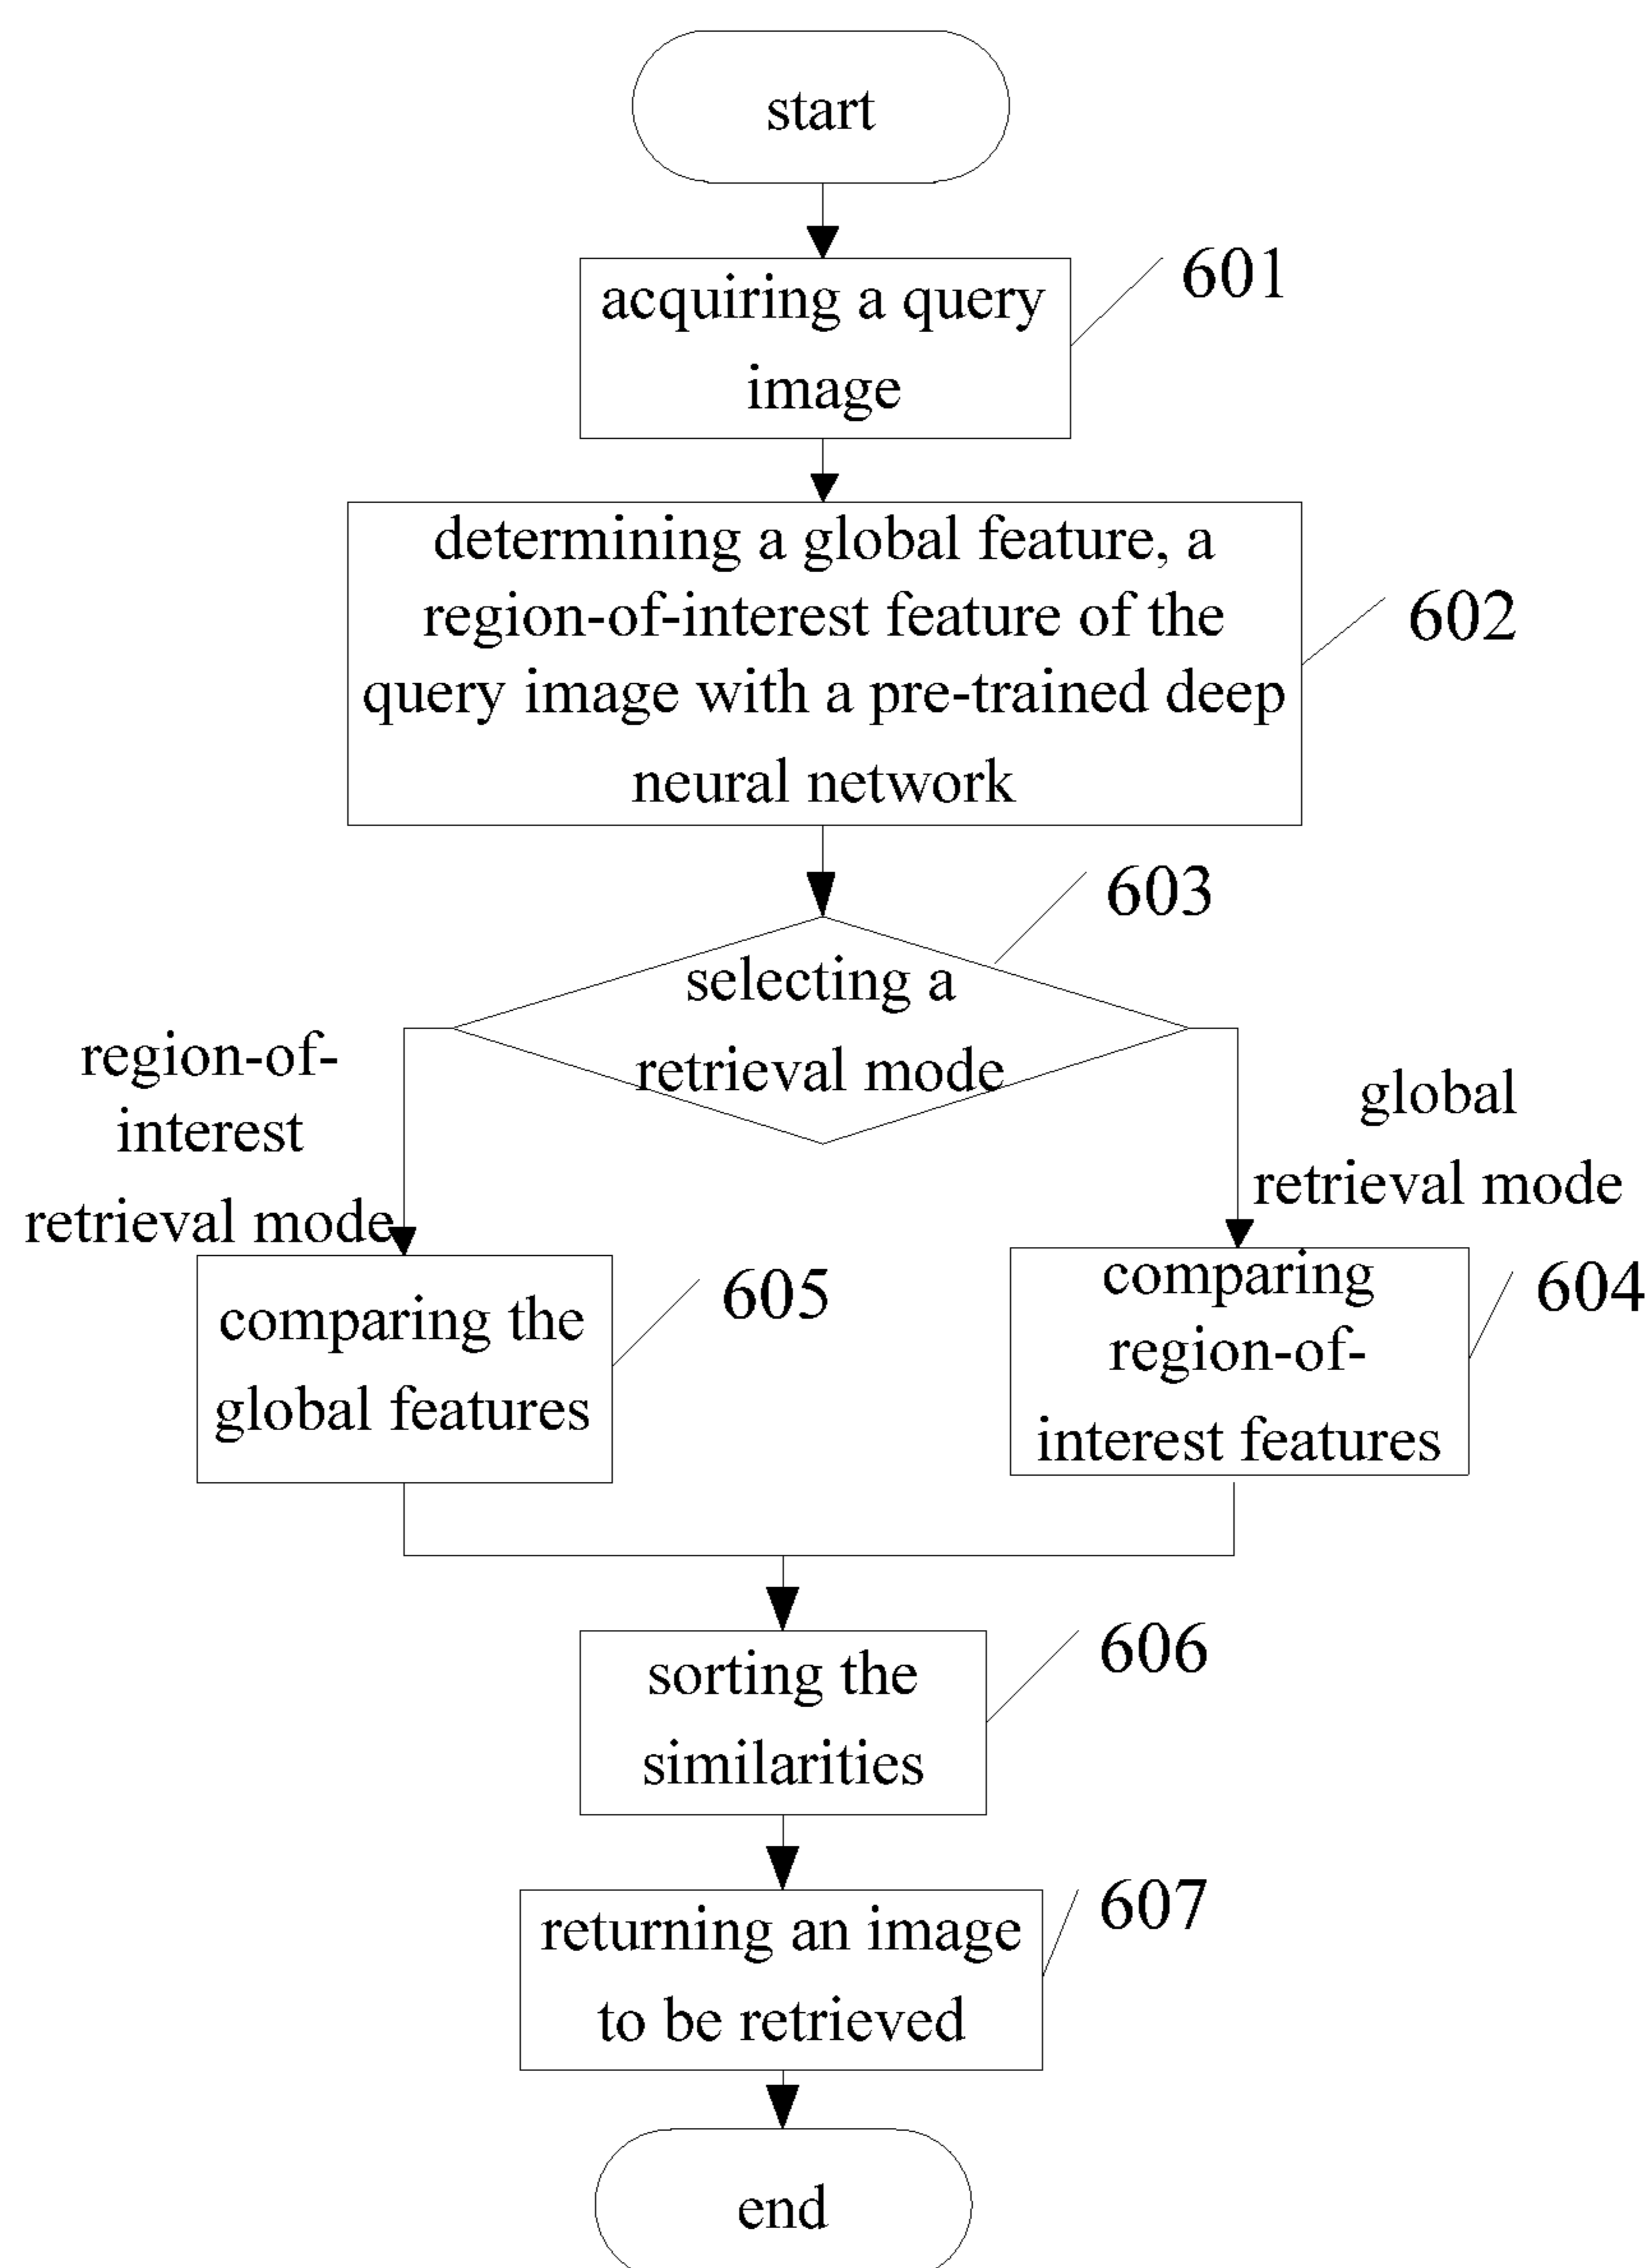 start
acquiring a query
image
601
determining a global feature, a
region-of-interest feature of the
query image with a pre-trained deep
neural network
602
603
selecting a
retrieval mode
region-of-
interest
retrieval mode
global
retrieval mode
comparing the
global features
605
comparing
region-of-
interest features
604
sorting the
similarities
606
returning an image
to be retrieved
607
end